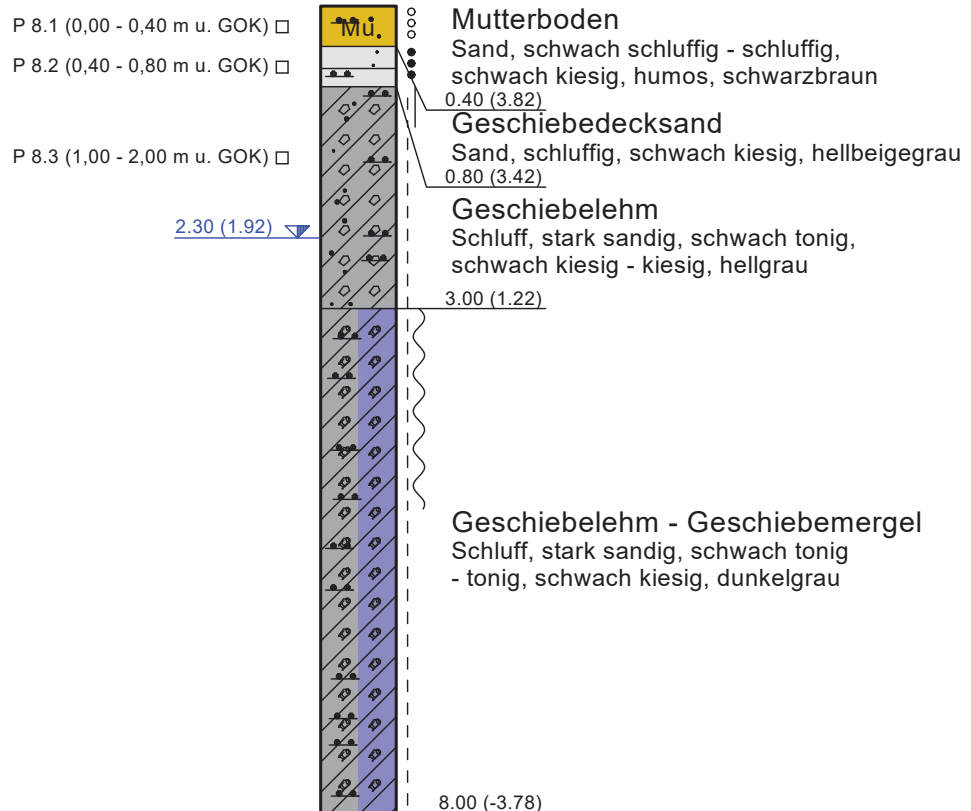 P 8.1 (0,00 - 0,40 m u. GOK)
P 8.2 (0,40 - 0,80 m u. GOK)
P 8.3 (1,00 - 2,00 m u. GOK)
2.30 (1.92)
Mu
Mutterboden
Sand, schwach schluffig - schluffig,
schwach kiesig, humos, schwarzbraun
0.40 (3.82)
Geschiebedecksand
Sand, schluffig, schwach kiesig, hellbeigegrau
0.80 (3.42)
Geschiebelehm
Schluff, stark sandig, schwach tonig,
schwach kiesig - kiesig, hellgrau
3.00 (1.22)
Geschiebelehm - Geschiebemergel
Schluff, stark sandig, schwach tonig
- tonig, schwach kiesig, dunkelgrau
8.00 (-3.78)